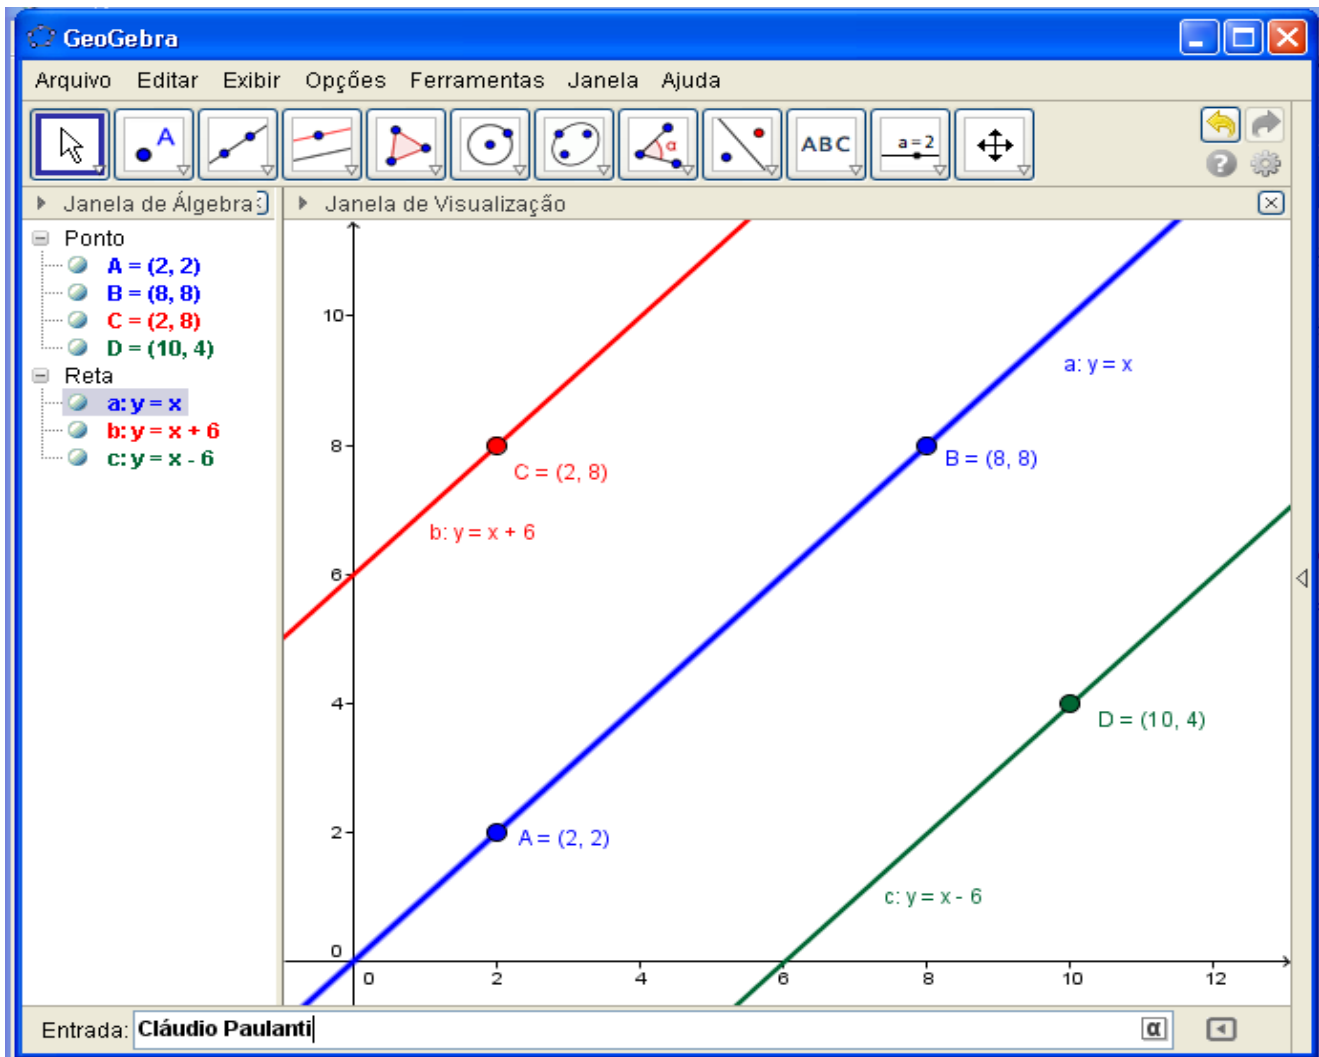 GeoGebra
Arquivo Editar Exibir Opções Ferramentas Janela Ajuda
A α ABC a=2
Janela de Álgebra
Janela de Visualização
Ponto
A = (2, 2)
B = (8, 8)
C = (2, 8)
D = (10, 4)
Reta
a: y = x
b: y = x + 6
c: y = x - 6
10
a: y = x
8
C = (2, 8)
B = (8, 8)
b: y = x + 6
6
4
D = (10, 4)
2
A = (2, 2)
c: y = x - 6
0
0 2 4 6 8 10 12
Entrada: Cláudio Paulanti α